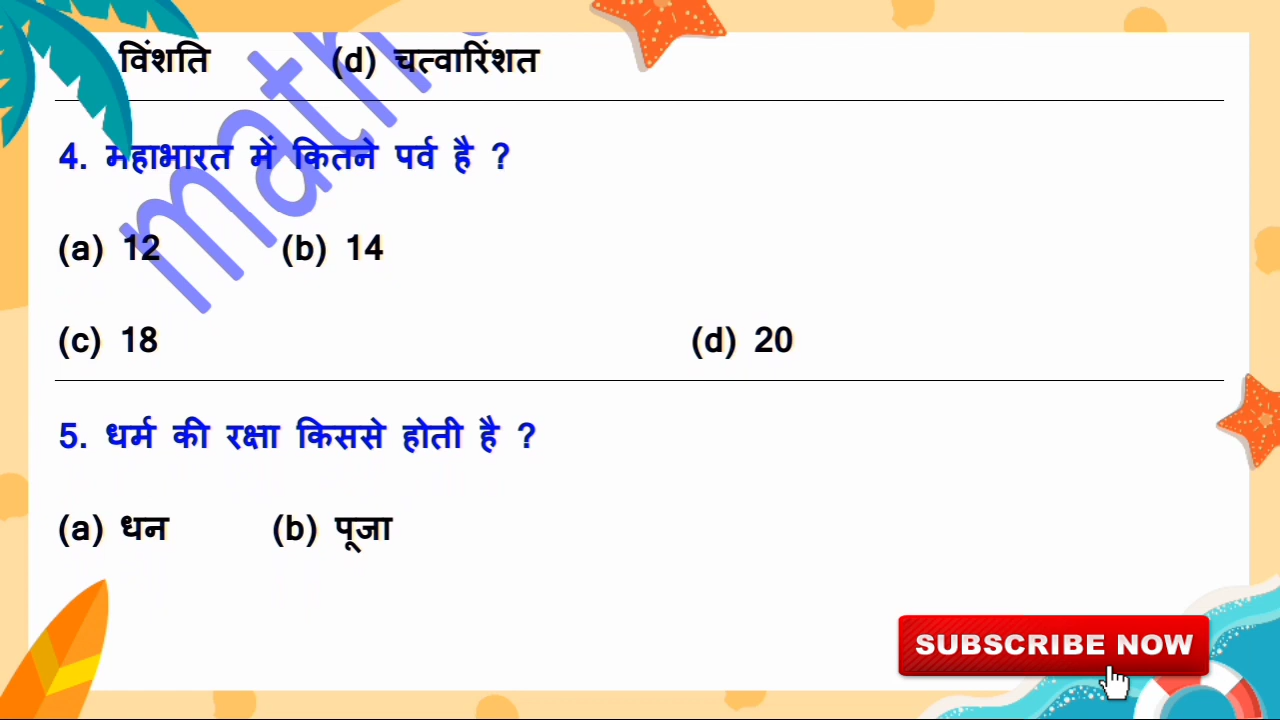 विंशति (d) चत्वारिंशत
4. महाभारत में कितने पर्व है ?
(a) 12 (b) 14
(c) 18 (d) 20
5. धर्म की रक्षा किससे होती है ?
(a) धन (b) पूजा
SUBSCRIBE NOW
math